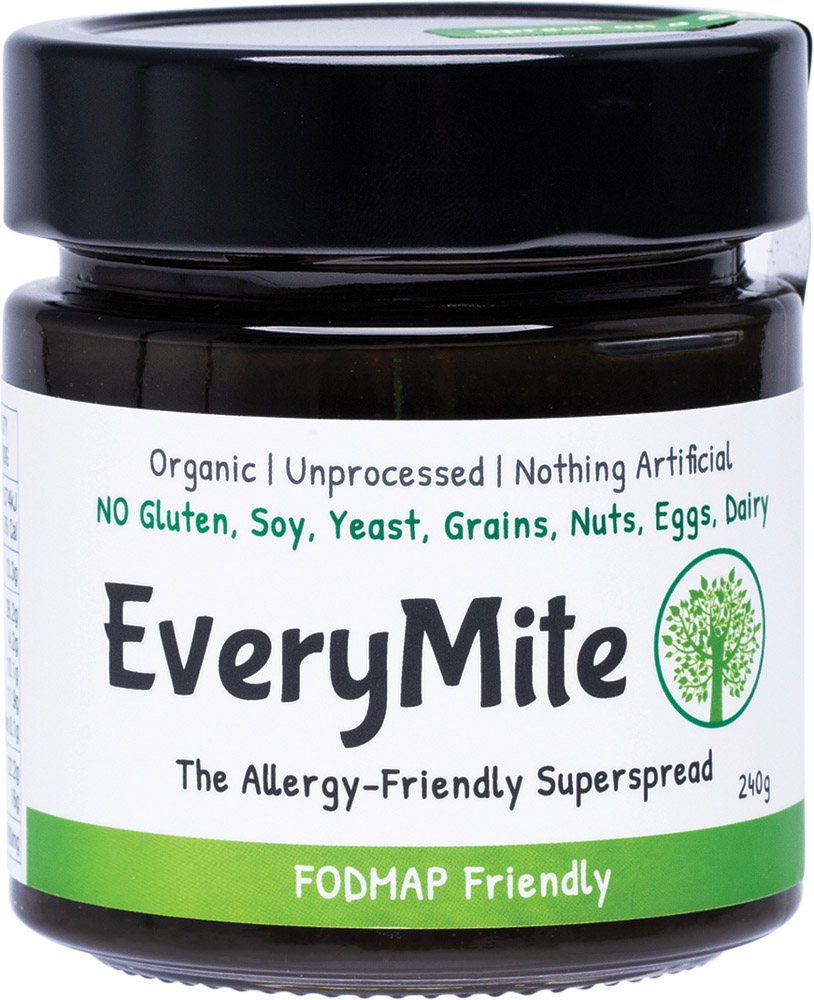 Spread
Organic | Unprocessed | Nothing Artificial
NO Gluten, Soy, Yeast, Grains, Nuts, Eggs, Dairy
EveryMite
The Allergy-Friendly Superspread
240g
FODMAP Friendly